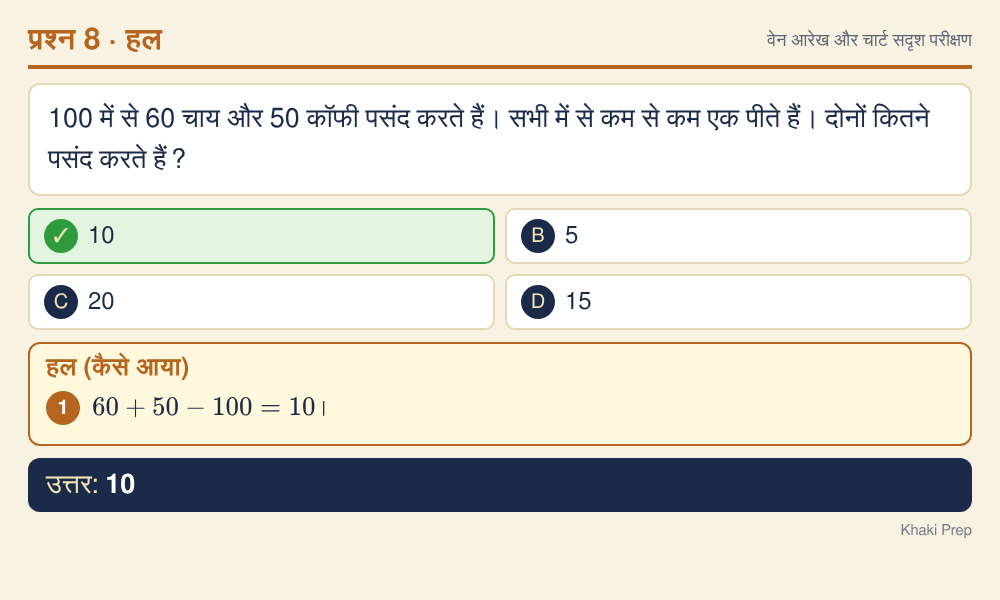 प्रश्न 8 · हल
वेन आरेख और चार्ट सदृश परीक्षण
100 में से 60 चाय और 50 कॉफी पसंद करते हैं। सभी में से कम से कम एक पीते हैं। दोनों कितने
पसंद करते हैं?
✓ 10
B 5
C 20
D 15
हल (कैसे आया)
1 60 + 50 − 100 = 10।
उत्तर: 10
Khaki Prep